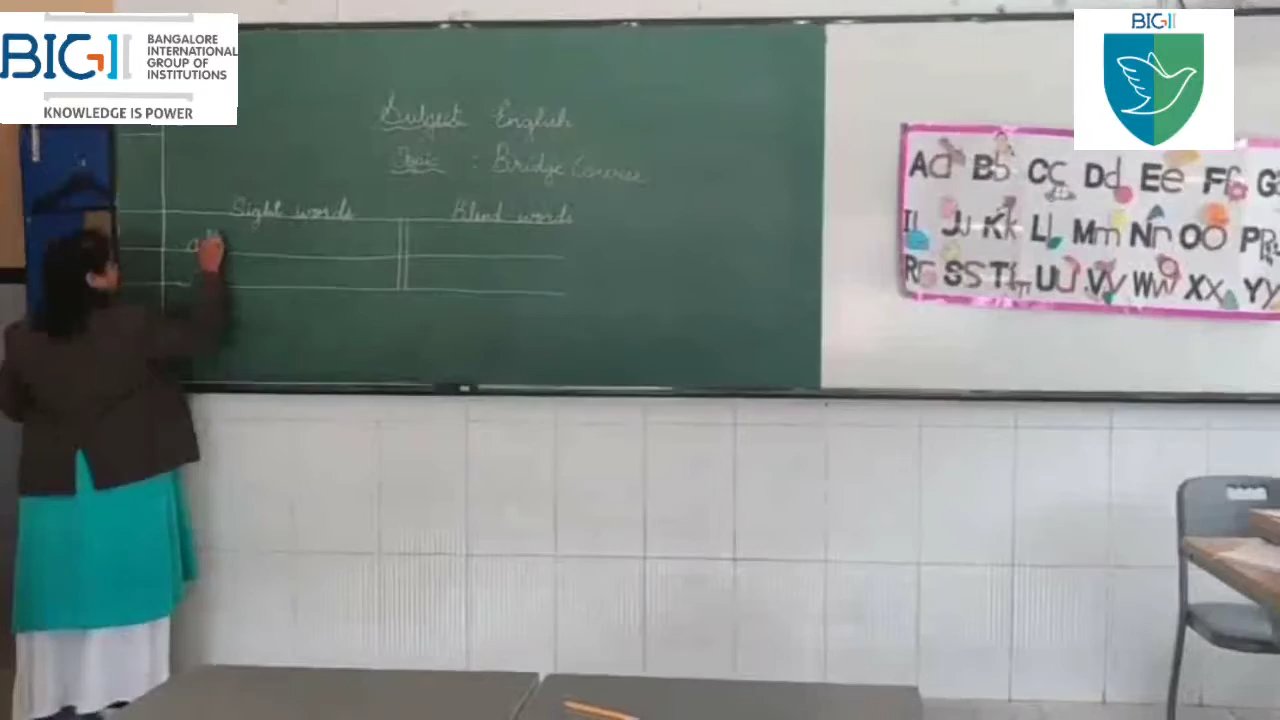 BIGI BANGALORE
INTERNATIONAL
GROUP OF
INSTITUTIONS
KNOWLEDGE IS POWER
BIGI
Subject English
Topic : Bridge Course
Sight words Blend words
Aa Bb Cc Dd Ee Ff G
Jj Kk Ll Mm Nn Oo P
Rr Ss Tt Uu Vv Ww Xx Yy